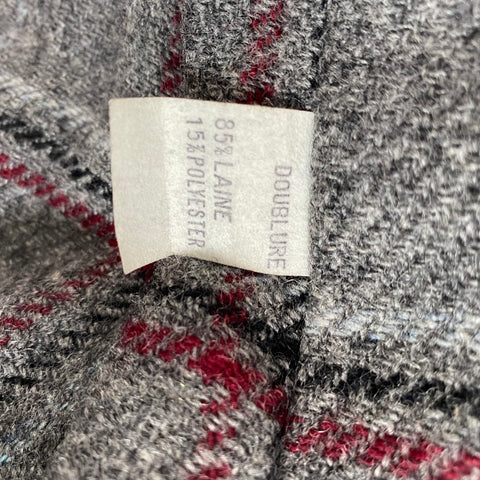 DOUBLURE
85% LAINE
15% POLYESTER